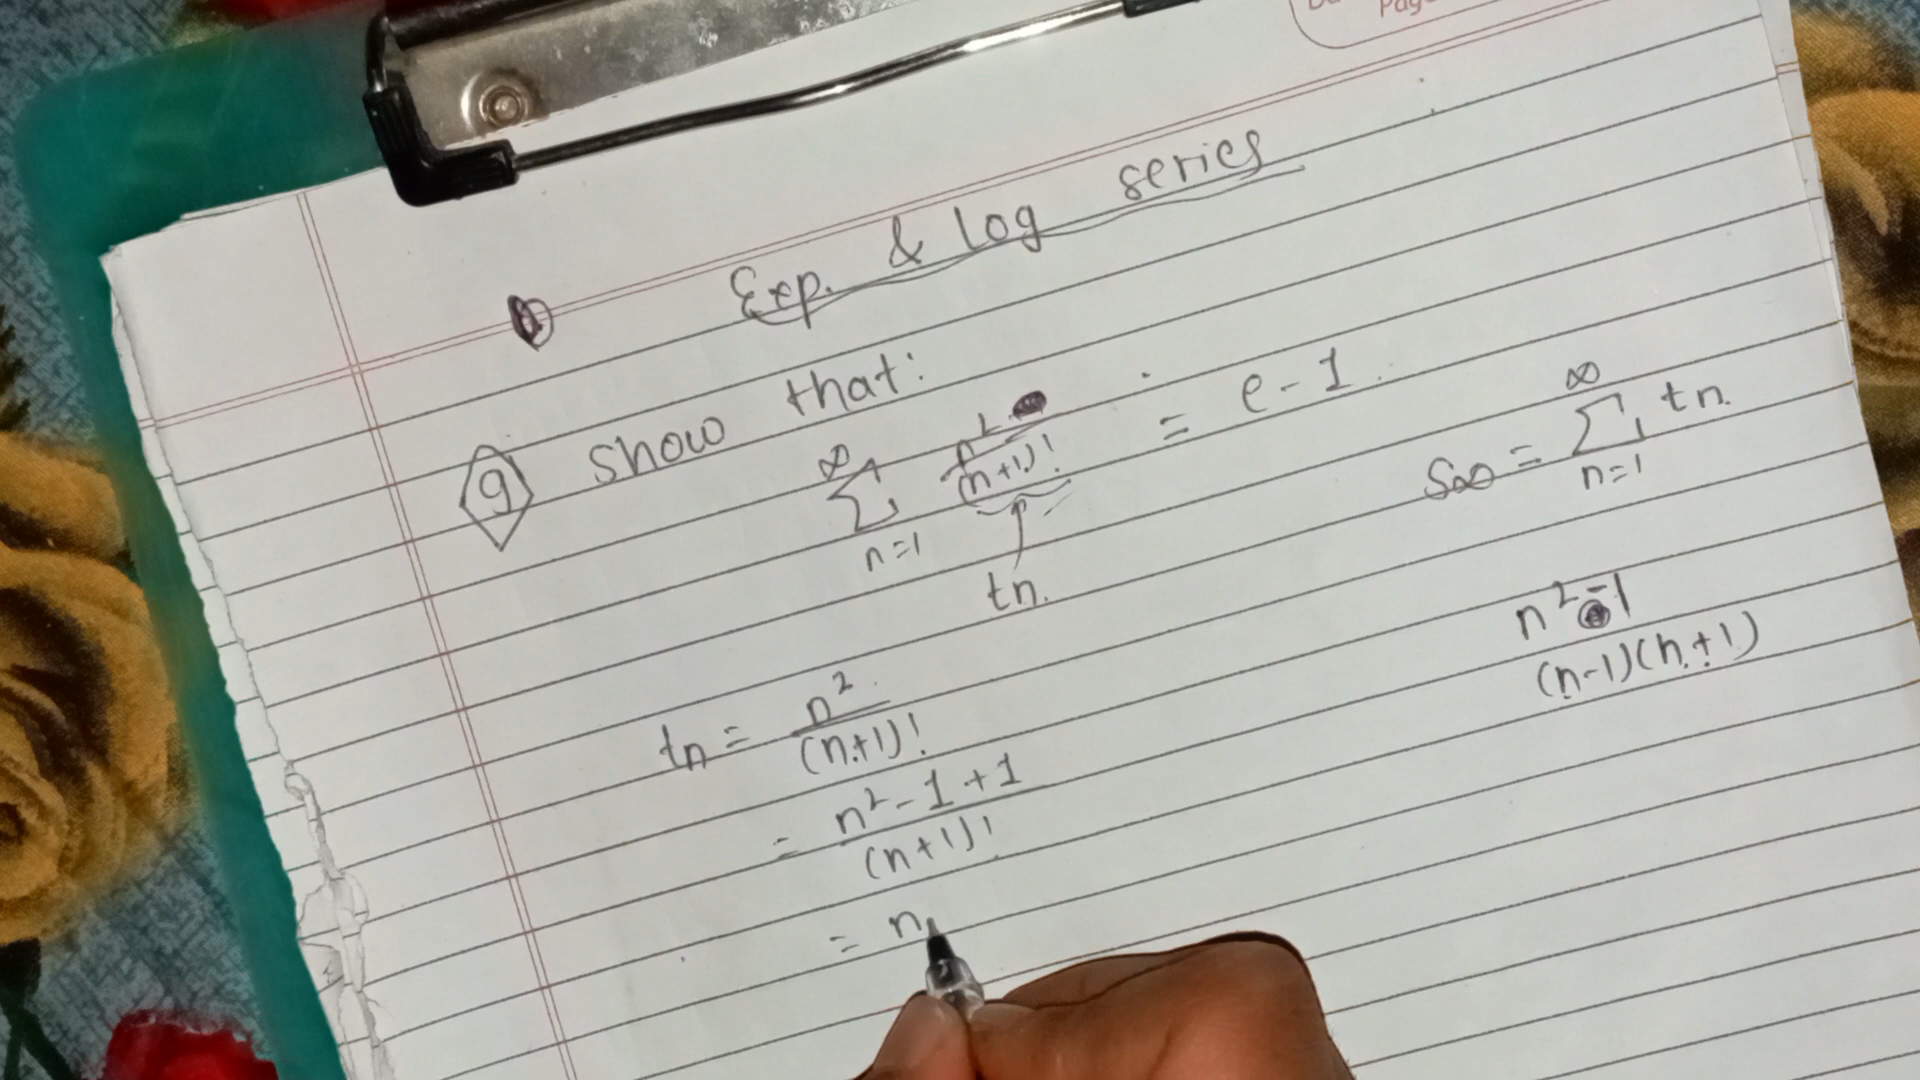 Page
Exp. & log series
9 Show that:
∞ ∑ n=1 n²/(n+1)! = e-1.
tn.
S∞ = ∞ ∑ n=1 tn.
n²-1
(n-1)(n+1)
tn = n²/(n+1)!
= n²-1+1/(n+1)!
= n